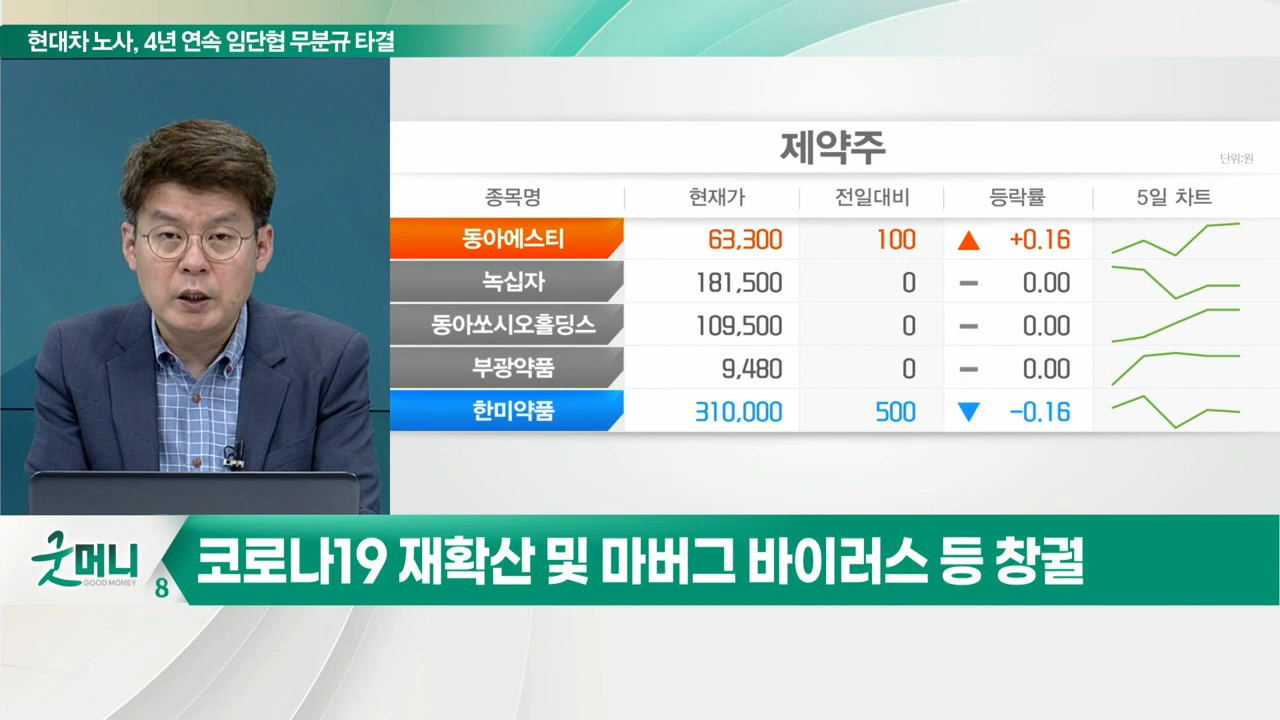 현대차 노사, 4년 연속 임단협 무분규 타결
제약주
단위:원
종목명 현재가 전일대비 등락률 5일 차트
동아에스티 63,300 100 ▲ +0.16
녹십자 181,500 0 － 0.00
동아쏘시오홀딩스 109,500 0 － 0.00
부광약품 9,480 0 － 0.00
한미약품 310,000 500 ▼ －0.16
굿머니
GOOD MONEY
8
코로나19 재확산 및 마버그 바이러스 등 창궐